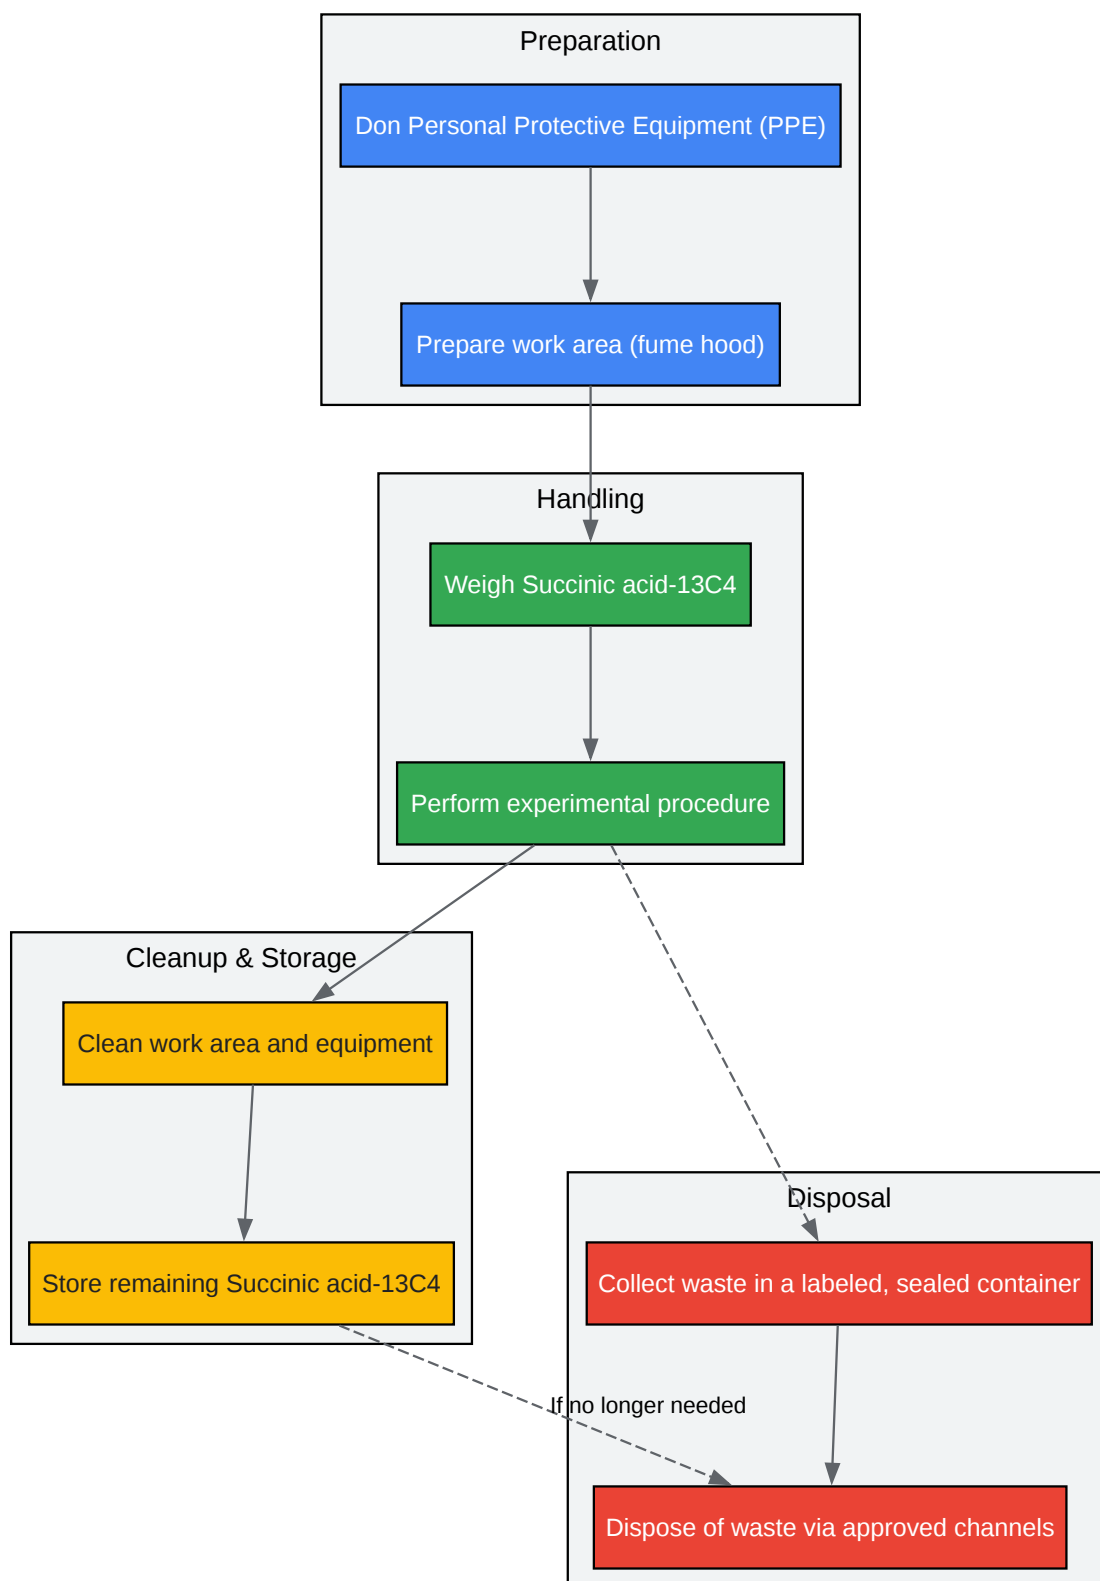 Preparation
Don Personal Protective Equipment (PPE)
Prepare work area (fume hood)
Handling
Weigh Succinic acid-13C4
Perform experimental procedure
Cleanup & Storage
Clean work area and equipment
Store remaining Succinic acid-13C4
Disposal
Collect waste in a labeled, sealed container
If no longer needed
Dispose of waste via approved channels